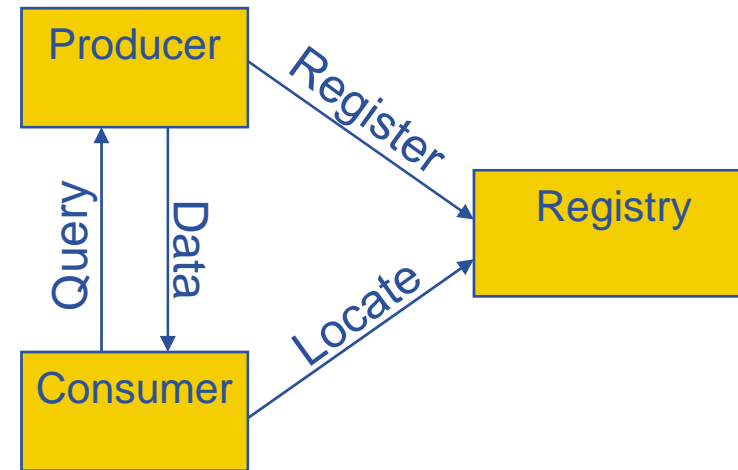 Producer
Register
Registry
Query
Data
Locate
Consumer